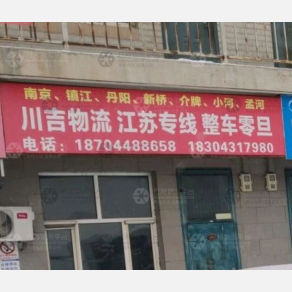 南京、镇江、丹阳、新桥、介牌、小河、孟河
川吉物流 江苏专线 整车零旦
电话：18704488658 18304317980